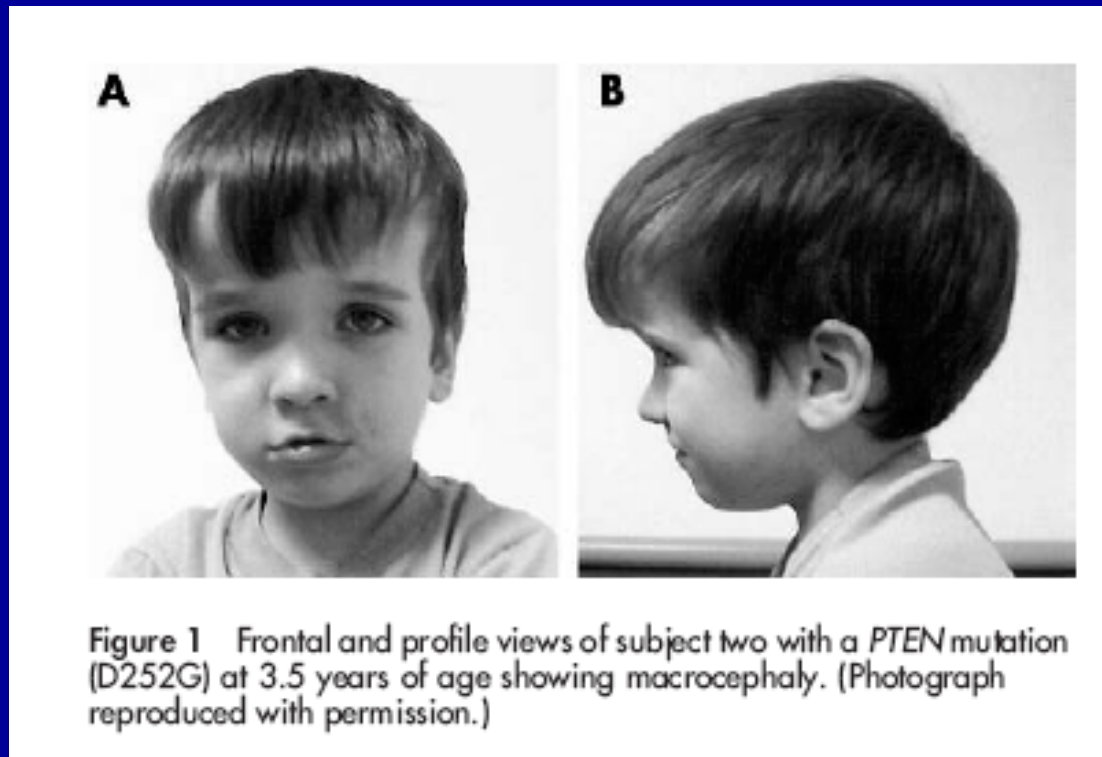 A
B
Figure 1 Frontal and profile views of subject two with a PTEN mutation
(D252G) at 3.5 years of age showing macrocephaly. (Photograph
reproduced with permission.)